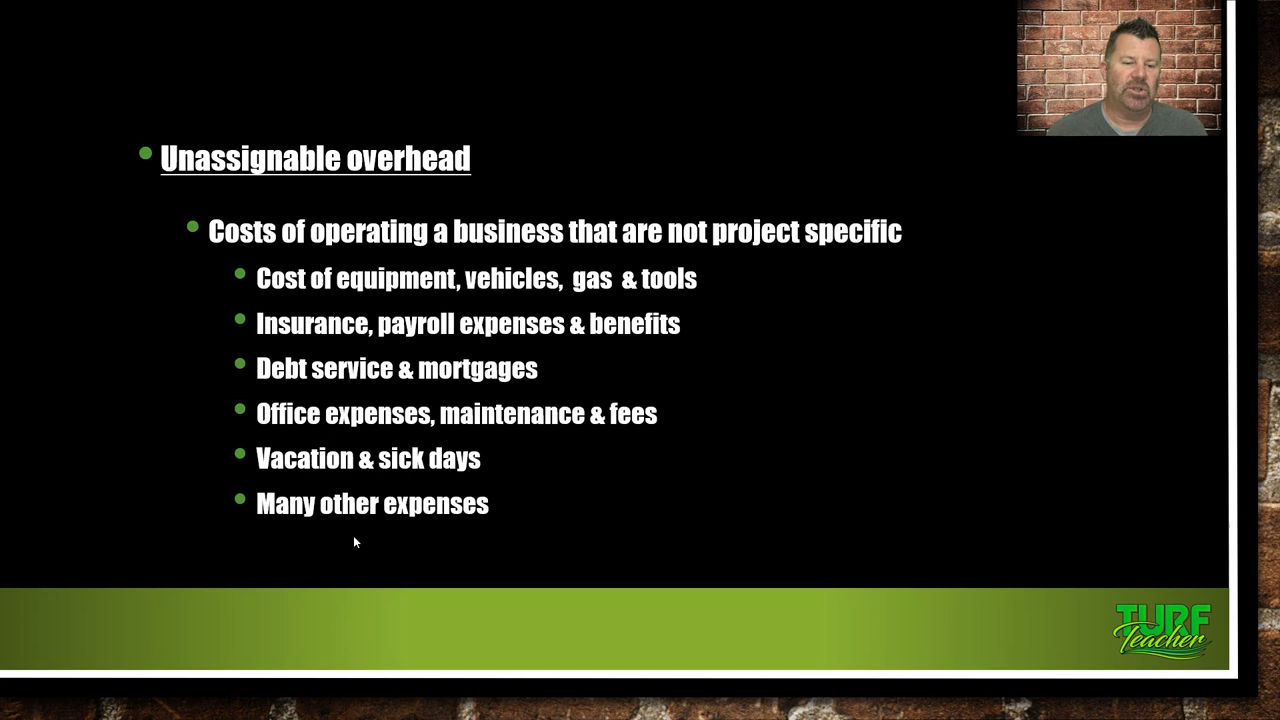 Unassignable overhead
Costs of operating a business that are not project specific
Cost of equipment, vehicles, gas & tools
Insurance, payroll expenses & benefits
Debt service & mortgages
Office expenses, maintenance & fees
Vacation & sick days
Many other expenses
TURF
Teacher